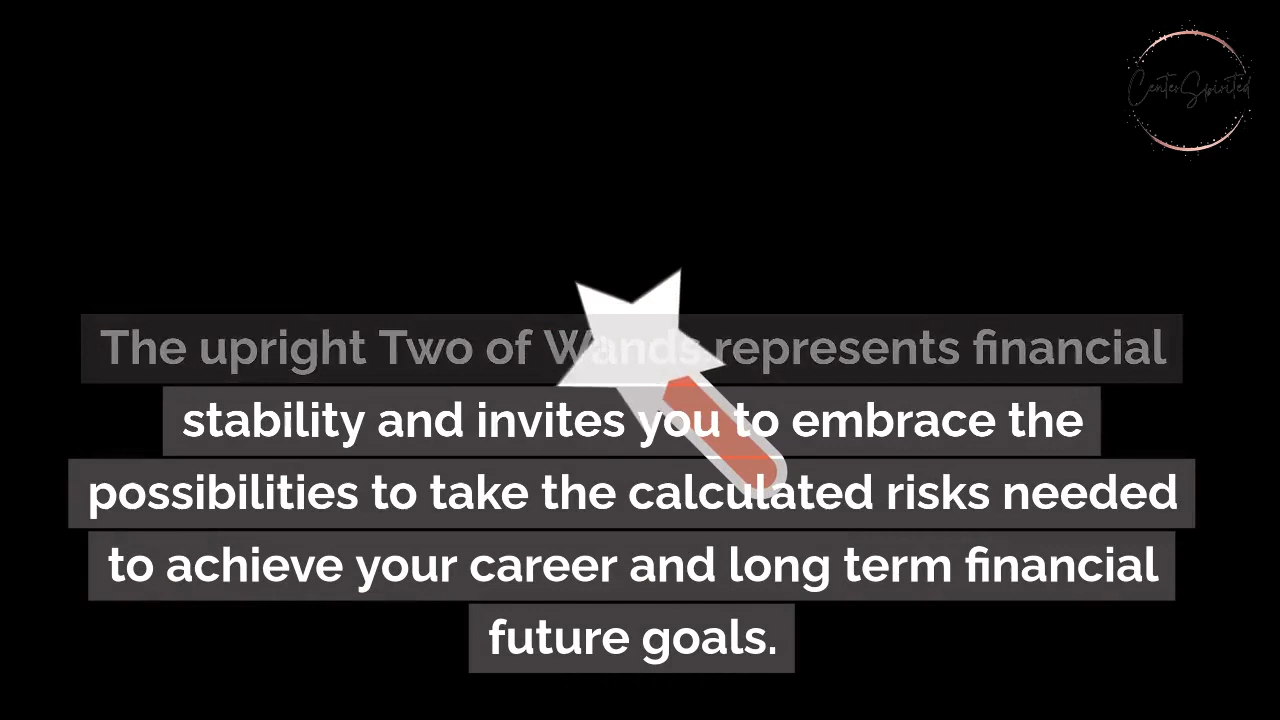 CenterSpirited
The upright Two of Wands represents financial
stability and invites you to embrace the
possibilities to take the calculated risks needed
to achieve your career and long term financial
future goals.